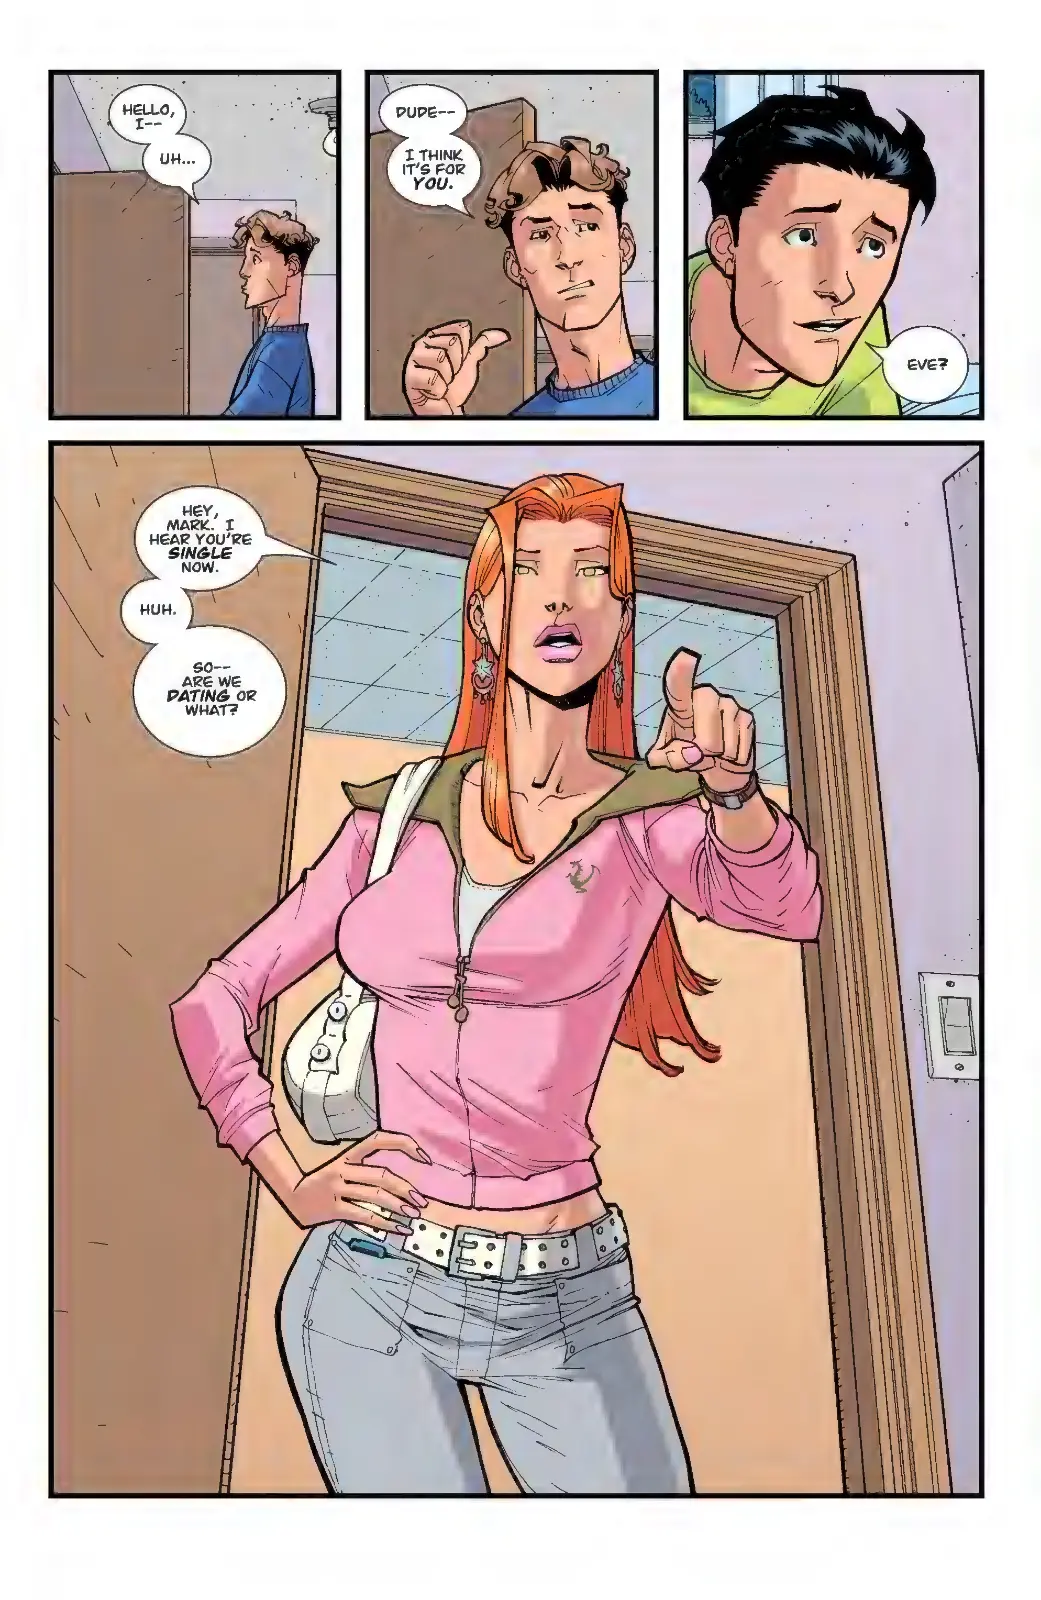 HELLO,
I--
UH...
DUDE--
I THINK
IT'S FOR
YOU.
EVE?
HEY,
MARK. I
HEAR YOU'RE
SINGLE
NOW.
HUH.
SO--
ARE WE
DATING OR
WHAT?